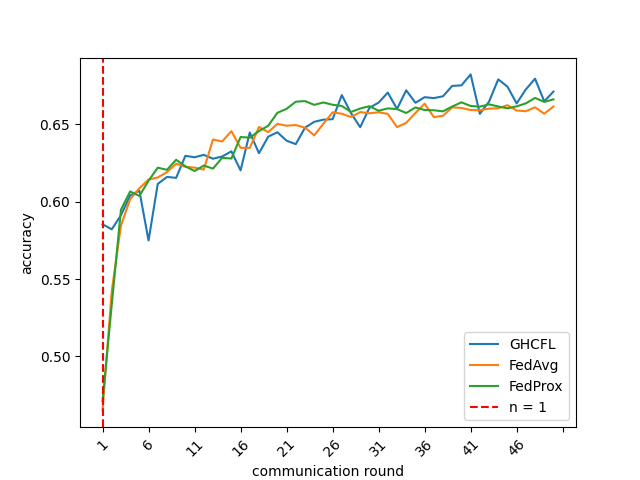 accuracy
0.65
0.60
0.55
0.50
1
6
11
16
21
26
31
36
41
46
communication round
GHCFL
FedAvg
FedProx
n = 1